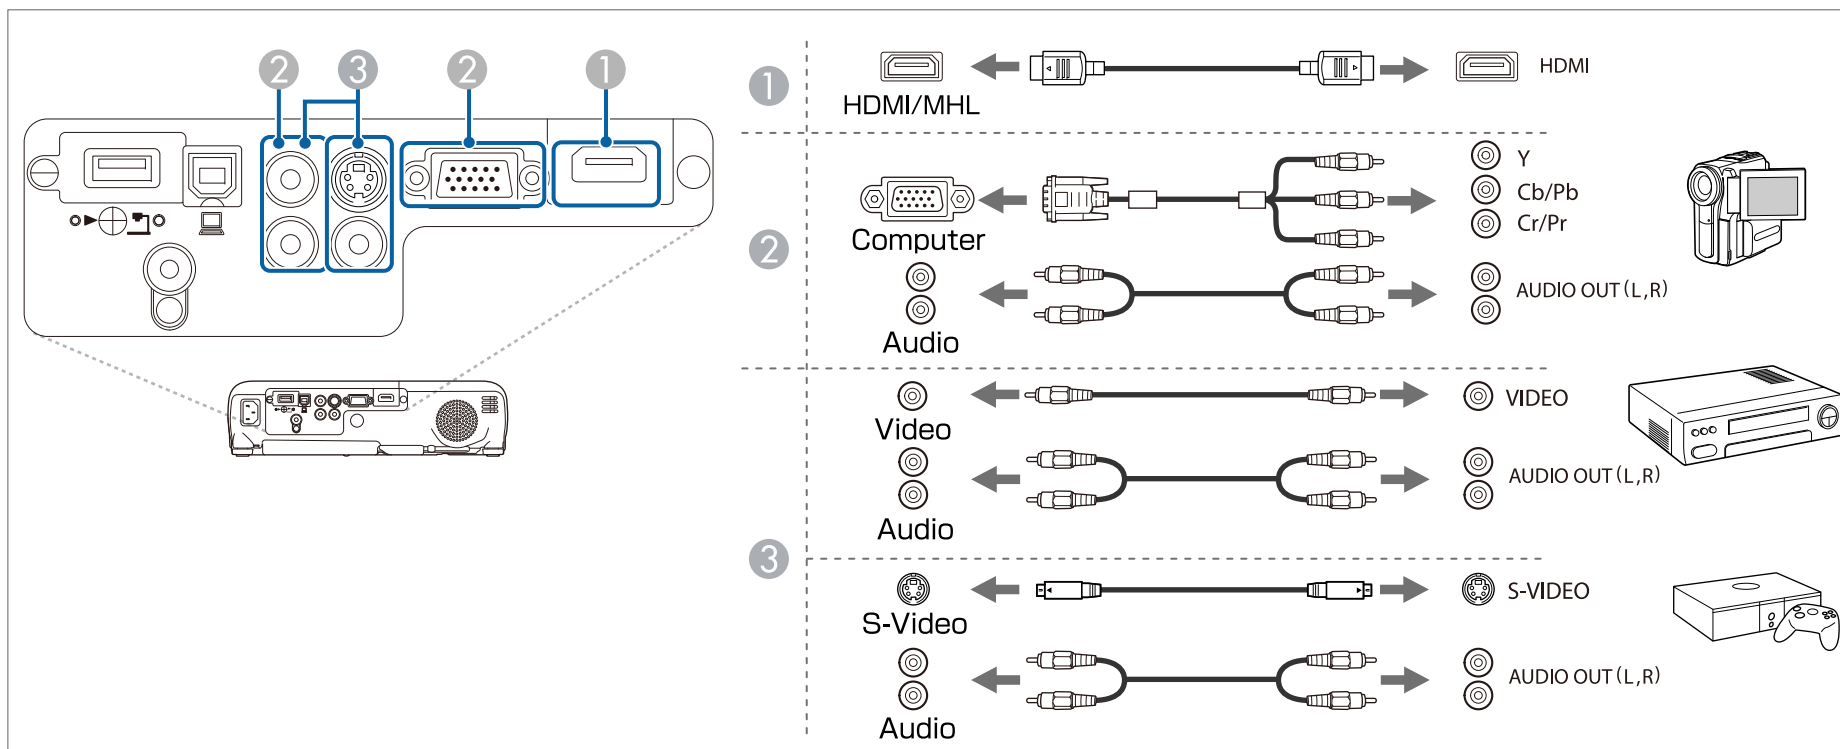 2 3 2 1
1
HDMI/MHL
HDMI
2
Computer
Y
Cb/Pb
Cr/Pr
Audio
AUDIO OUT (L,R)
3
Video
VIDEO
Audio
AUDIO OUT (L,R)
S-Video
S-VIDEO
Audio
AUDIO OUT (L,R)